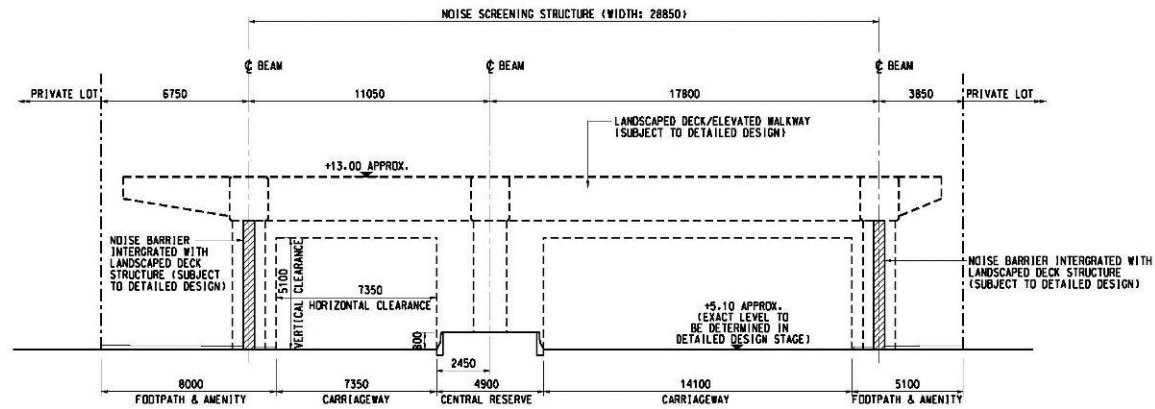 NOISE SCREENING STRUCTURE (WIDTH: 28850)
℄ BEAM
℄ BEAM
℄ BEAM
PRIVATE LOT
6750
11050
17800
3850
PRIVATE LOT
LANDSCAPED DECK/ELEVATED WALKWAY
(SUBJECT TO DETAILED DESIGN)
+13.00 APPROX.
NOISE BARRIER
INTERGRATED WITH
LANDSCAPED DECK
STRUCTURE (SUBJECT
TO DETAILED DESIGN)
5100
VERTICAL CLEARANCE
7350
HORIZONTAL CLEARANCE
NOISE BARRIER INTERGRATED WITH
LANDSCAPED DECK STRUCTURE
(SUBJECT TO DETAILED DESIGN)
+5.10 APPROX.
(EXACT LEVEL TO
BE DETERMINED IN
DETAILED DESIGN STAGE)
800
2450
8000
7350
4900
14100
5100
FOOTPATH & AMENITY
CARRIAGEWAY
CENTRAL RESERVE
CARRIAGEWAY
FOOTPATH & AMENITY